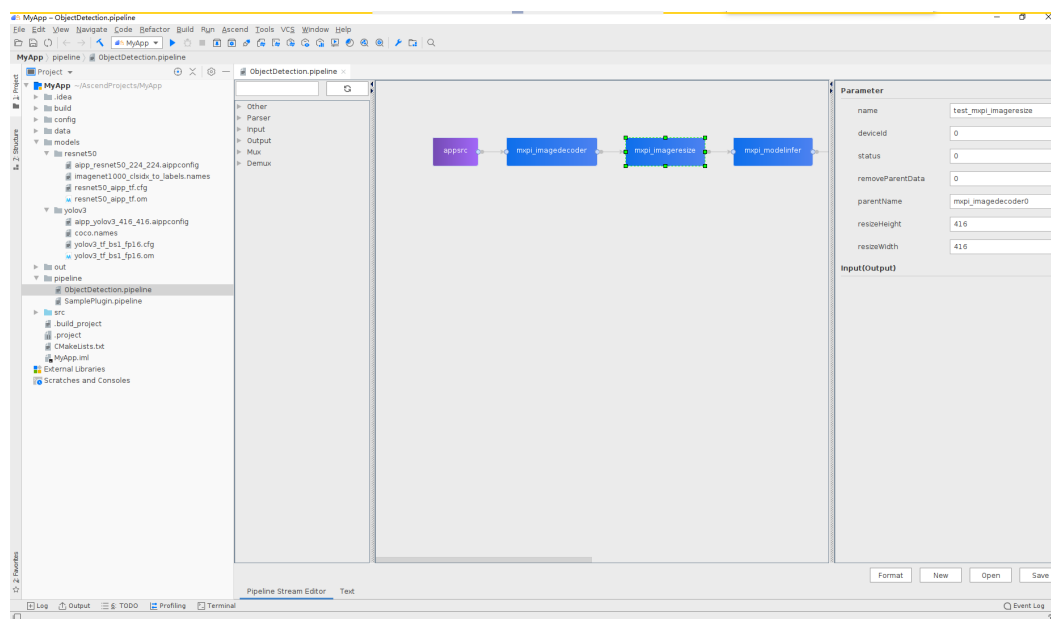 MyApp – ObjectDetection.pipeline
File Edit View Navigate Code Refactor Build Run Ascend Tools VCS Window Help
MyApp
MyApp pipeline ObjectDetection.pipeline
Project
ObjectDetection.pipeline
1: Project
2: Structure
2: Favorites
MyApp ~/AscendProjects/MyApp
.idea
build
config
data
models
resnet50
aipp_resnet50_224_224.aippconfig
imagenet1000_clsidx_to_labels.names
resnet50_aipp_tf.cfg
resnet50_aipp_tf.om
yolov3
aipp_yolov3_416_416.aippconfig
coco.names
yolov3_tf_bs1_fp16.cfg
yolov3_tf_bs1_fp16.om
out
pipeline
ObjectDetection.pipeline
SamplePlugin.pipeline
src
.build_project
.project
CMakeLists.txt
MyApp.iml
External Libraries
Scratches and Consoles
Other
Parser
Input
Output
Mux
Demux
appsrc
mxpi_imagedecoder
mxpi_imageresize
mxpi_modelinfer
Parameter
name test_mxpi_imageresize
deviceId 0
status 0
removeParentData 0
parentName mxpi_imagedecoder0
resizeHeight 416
resizeWidth 416
Input(Output)
Format New Open Save
Pipeline Stream Editor Text
Log Output 6: TODO Profiling Terminal
Event Log